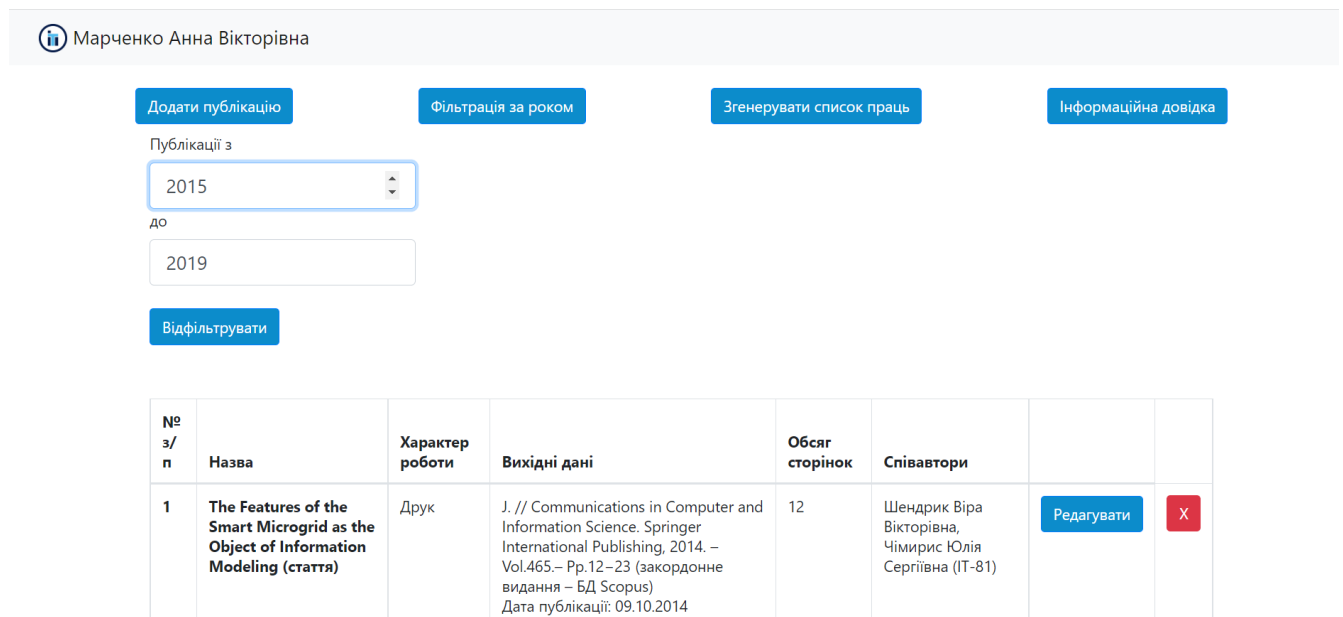 Марченко Анна Вікторівна
Додати публікацію
Фільтрація за роком
Згенерувати список праць
Інформаційна довідка
Публікації з
2015
до
2019
Відфільтрувати
№
з/
п
Назва
Характер
роботи
Вихідні дані
Обсяг
сторінок
Співавтори
1
The Features of the
Smart Microgrid as the
Object of Information
Modeling (стаття)
Друк
J. // Communications in Computer and
Information Science. Springer
International Publishing, 2014. –
Vol.465.– Pp.12–23 (закордонне
видання – БД Scopus)
Дата публікації: 09.10.2014
12
Шендрик Віра
Вікторівна,
Чімирис Юлія
Сергіївна (ІТ-81)
Редагувати
X